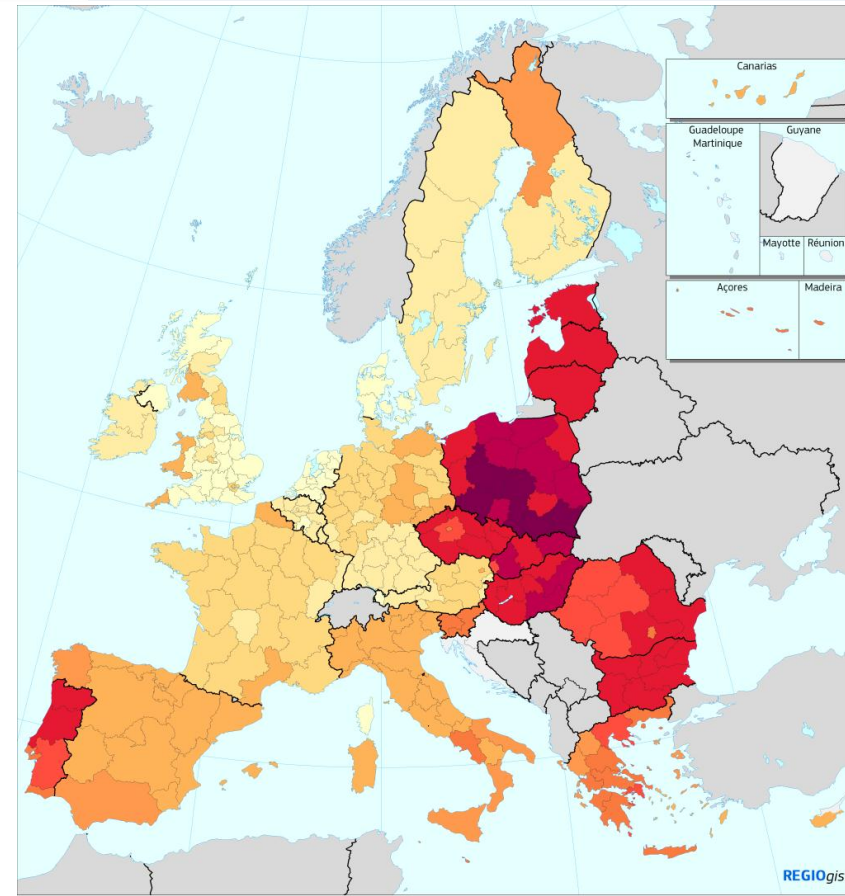 Canarias
Guadeloupe
Martinique
Guyane
Mayotte
Réunion
Açores
Madeira
REGIOgis